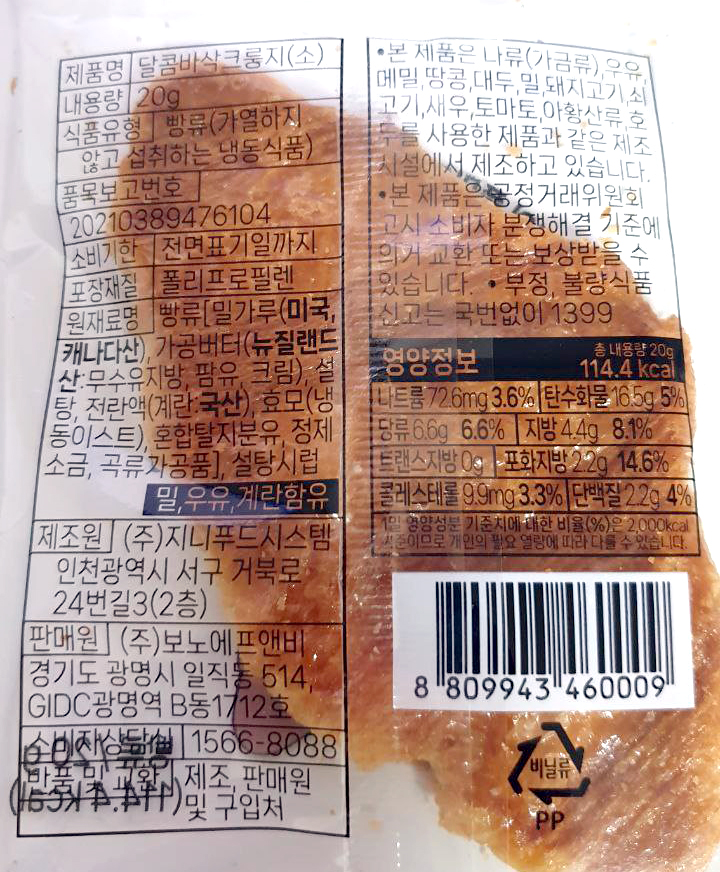 제품명 달콤바삭크룽지(소)
내용량 20g
식품유형 빵류(가열하지
않고 섭취하는 냉동식품)
품목보고번호
20210389476104
소비기한 전면표기일까지
포장재질 폴리프로필렌
원재료명 빵류[밀가루(미국,
캐나다산), 가공버터(뉴질랜드
산:무수유지방, 팜유, 크림), 설
탕, 전란액(계란:국산), 효모(냉
동이스트), 혼합탈지분유, 정제
소금, 곡류가공품], 설탕시럽
밀,우유,계란함유
제조원 (주)지니푸드시스템
인천광역시 서구 거북로
24번길3(2층)
판매원 (주)보노에프앤비
경기도 광명시 일직동 514,
GIDC광명역 B동1712호
소비자상담실 1566-8088
반품 및 교환 제조, 판매원
및 구입처
•본 제품은 난류(가금류),우유,
메밀,땅콩,대두,밀,돼지고기,쇠
고기,새우,토마토,아황산류,호
두를 사용한 제품과 같은 제조
시설에서 제조하고 있습니다.
•본 제품은 공정거래위원회
고시 소비자 분쟁해결 기준에
의거 교환 또는 보상받을 수
있습니다. •부정, 불량식품
신고는 국번없이 1399
영양정보 총 내용량 20g
114.4 kcal
나트륨 72.6mg 3.6% 탄수화물 16.5g 5%
당류 6.6g 6.6% 지방 4.4g 8.1%
트랜스지방 0g 포화지방 2.2g 14.6%
콜레스테롤 9.9mg 3.3% 단백질 2.2g 4%
1일 영양성분 기준치에 대한 비율(%)은 2,000kcal
기준이므로 개인의 필요 열량에 따라 다를 수 있습니다.
8 809943 460009
비닐류
PP